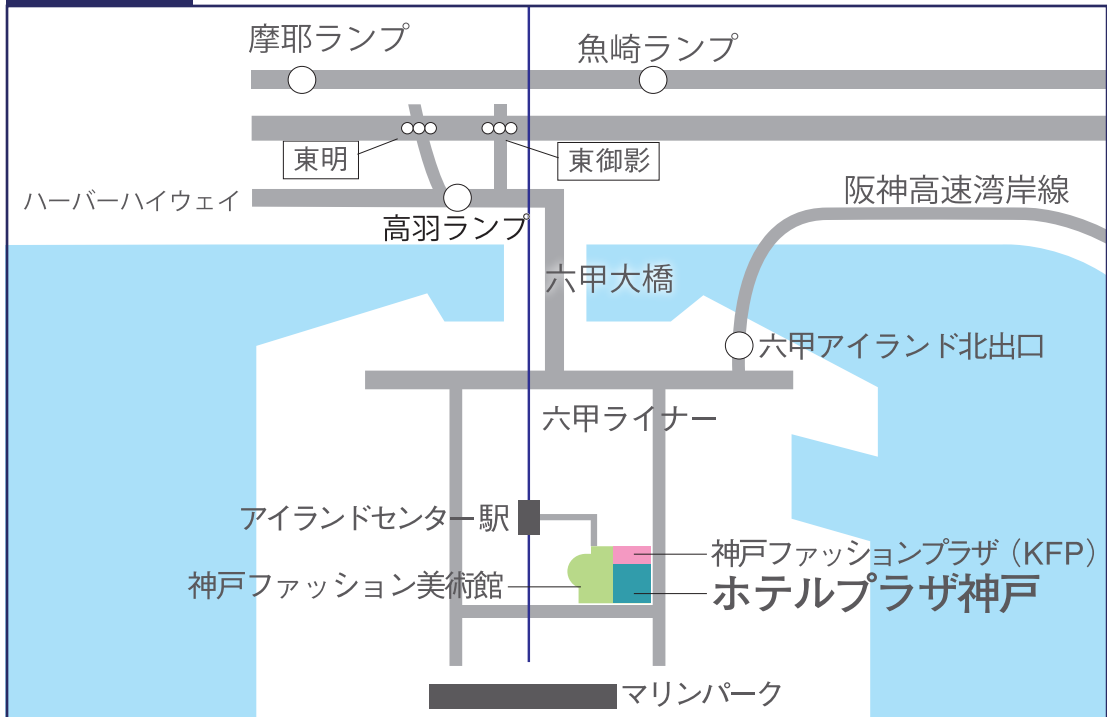 摩耶ランプ
魚崎ランプ
東明
東御影
阪神高速湾岸線
ハーバーハイウェイ
高羽ランプ
六甲大橋
六甲アイランド北出口
六甲ライナー
アイランドセンター駅
神戸ファッションプラザ（KFP）
神戸ファッション美術館
ホテルプラザ神戸
マリンパーク